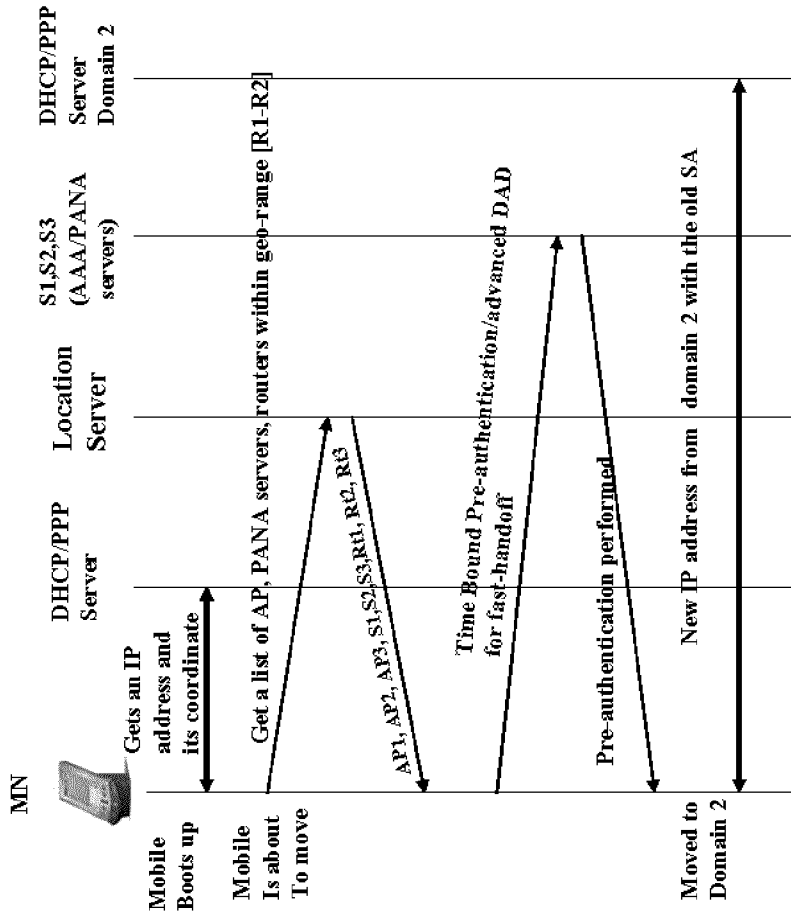 MN
DHCP/PPP
Server
Location
Server
S1,S2,S3
(AAA/PANA
servers)
DHCP/PPP
Server
Domain 2
Mobile
Boots up
Gets an IP
address and
its coordinate
Mobile
Is about
To move
Get a list of AP, PANA servers, routers within geo-range [R1-R2]
AP1, AP2, AP3, S1,S2,S3,Rt1, Rt2, Rt3
Time Bound Pre-authentication/advanced DAD
for fast-handoff
Pre-authentication performed
Moved to
Domain 2
New IP address from domain 2 with the old SA